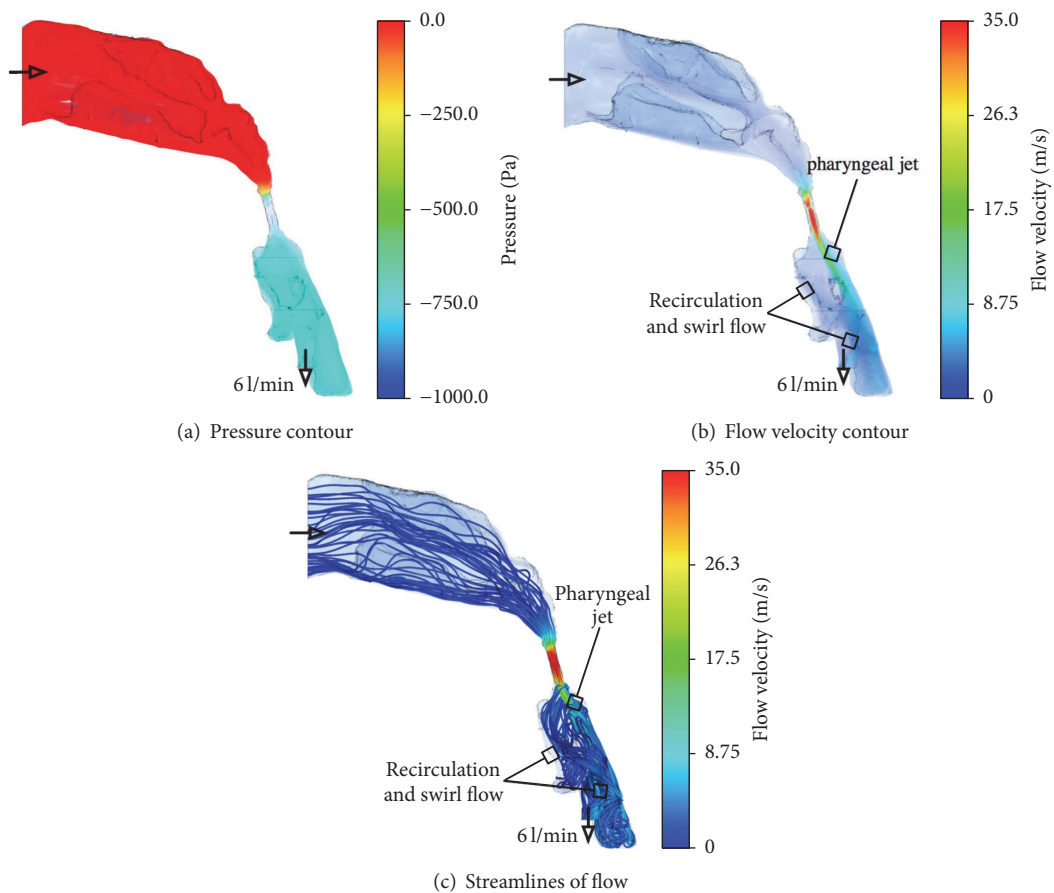 0.0
−250.0
−500.0
−750.0
−1000.0
Pressure (Pa)
6 l/min
(a) Pressure contour
35.0
26.3
17.5
8.75
0
Flow velocity (m/s)
pharyngeal jet
Recirculation
and swirl flow
6 l/min
(b) Flow velocity contour
35.0
26.3
17.5
8.75
0
Flow velocity (m/s)
Pharyngeal
jet
Recirculation
and swirl flow
6 l/min
(c) Streamlines of flow